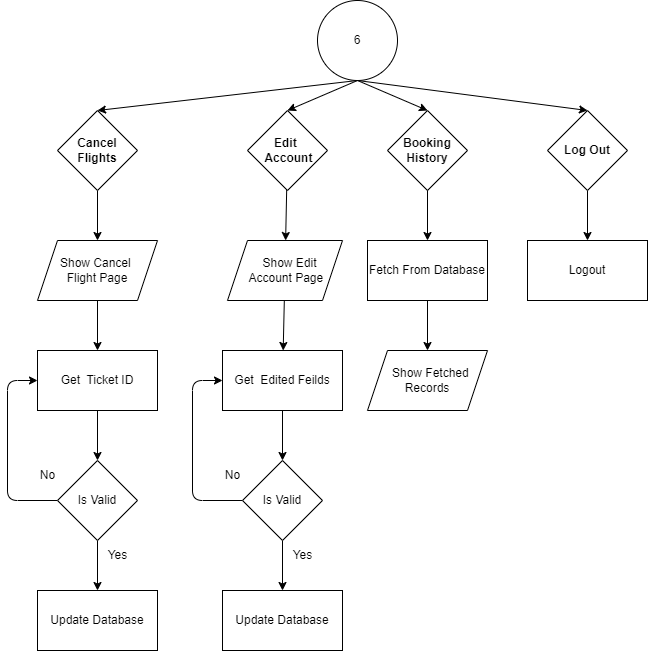 6
Cancel
Flights
Edit
Account
Booking
History
Log Out
Show Cancel
Flight Page
Show Edit
Account Page
Fetch From Database
Logout
Get  Ticket ID
Get  Edited Feilds
Show Fetched
Records
No
Is Valid
Yes
No
Is Valid
Yes
Update Database
Update Database